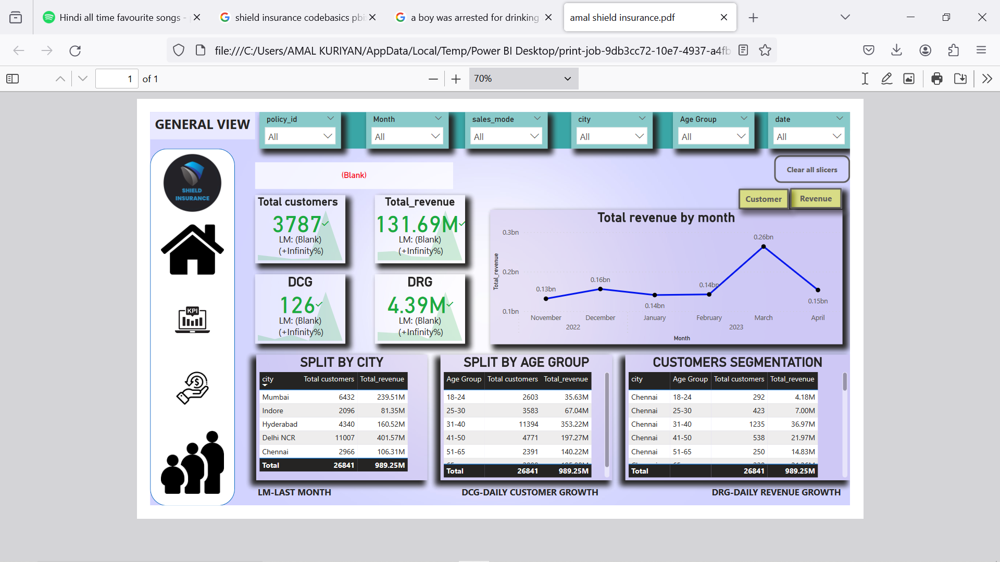 Hindi all time favourite songs -
shield insurance codebasics pbi
a boy was arrested for drinking
amal shield insurance.pdf
file:///C:/Users/AMAL KURIYAN/AppData/Local/Temp/Power BI Desktop/print-job-9db3cc72-10e7-4937-a4fb
1 of 1
70%
GENERAL VIEW
policy_id Month sales_mode city Age Group date
All All All All All All
SHIELD
INSURANCE
KPI
(Blank)
Clear all slicers
Customer Revenue
Total customers
3787
LM: (Blank)
(+Infinity%)
Total_revenue
131.69M
LM: (Blank)
(+Infinity%)
DCG
126
LM: (Blank)
(+Infinity%)
DRG
4.39M
LM: (Blank)
(+Infinity%)
Total revenue by month
Total_revenue
0.3bn
0.2bn
0.1bn
0.13bn
0.16bn
0.14bn
0.14bn
0.26bn
0.15bn
November December January February March April
2022 2023
Month
SPLIT BY CITY
city Total customers Total_revenue
Mumbai 6432 239.51M
Indore 2096 81.35M
Hyderabad 4340 160.52M
Delhi NCR 11007 401.57M
Chennai 2966 106.31M
Total 26841 989.25M
SPLIT BY AGE GROUP
Age Group Total customers Total_revenue
18-24 2603 35.63M
25-30 3583 67.04M
31-40 11394 353.22M
41-50 4771 197.27M
51-65 2391 140.22M
Total 26841 989.25M
CUSTOMERS SEGMENTATION
city Age Group Total customers Total_revenue
Chennai 18-24 292 4.18M
Chennai 25-30 423 7.00M
Chennai 31-40 1235 36.97M
Chennai 41-50 538 21.97M
Chennai 51-65 250 14.83M
Total 26841 989.25M
LM-LAST MONTH
DCG-DAILY CUSTOMER GROWTH
DRG-DAILY REVENUE GROWTH